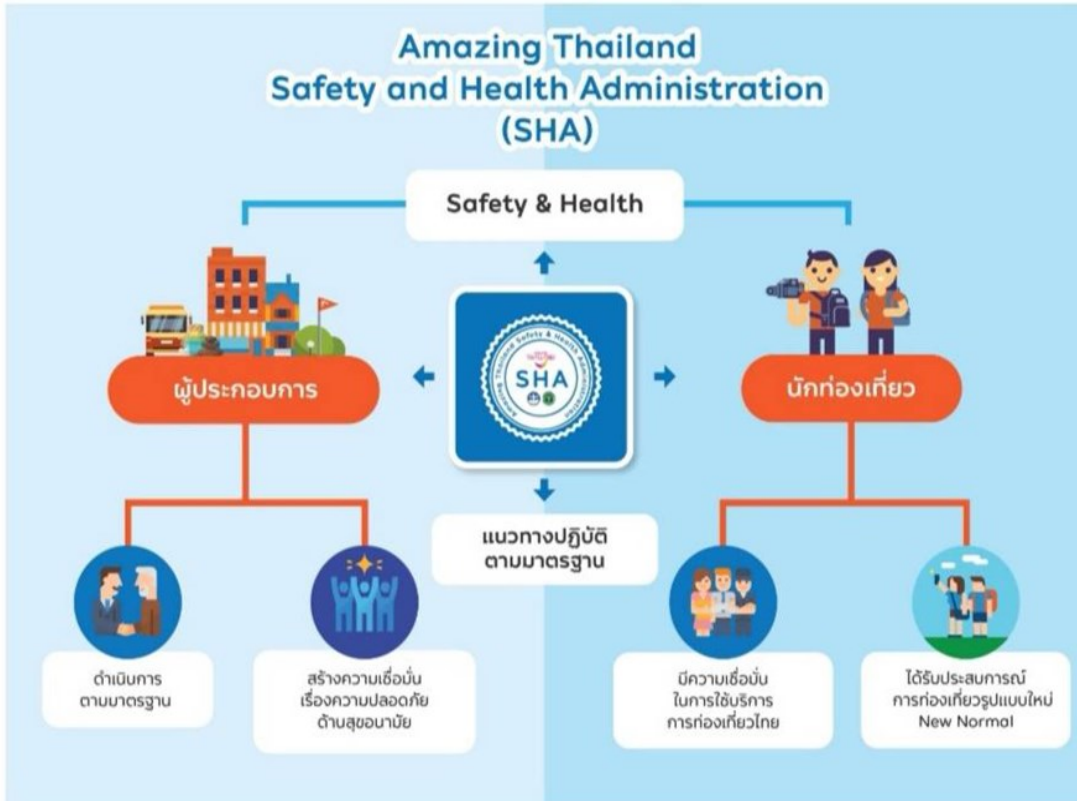 Amazing Thailand
Safety and Health Administration
(SHA)
Safety & Health
ผู้ประกอบการ
Amazing Thailand Safety & Health Administration
SHA
นักท่องเที่ยว
แนวทางปฏิบัติ
ตามมาตรฐาน
ดำเนินการ
ตามมาตรฐาน
สร้างความเชื่อมั่น
เรื่องความปลอดภัย
ด้านสุขอนามัย
มีความเชื่อมั่น
ในการใช้บริการ
การท่องเที่ยวไทย
ได้รับประสบการณ์
การท่องเที่ยวรูปแบบใหม่
New Normal